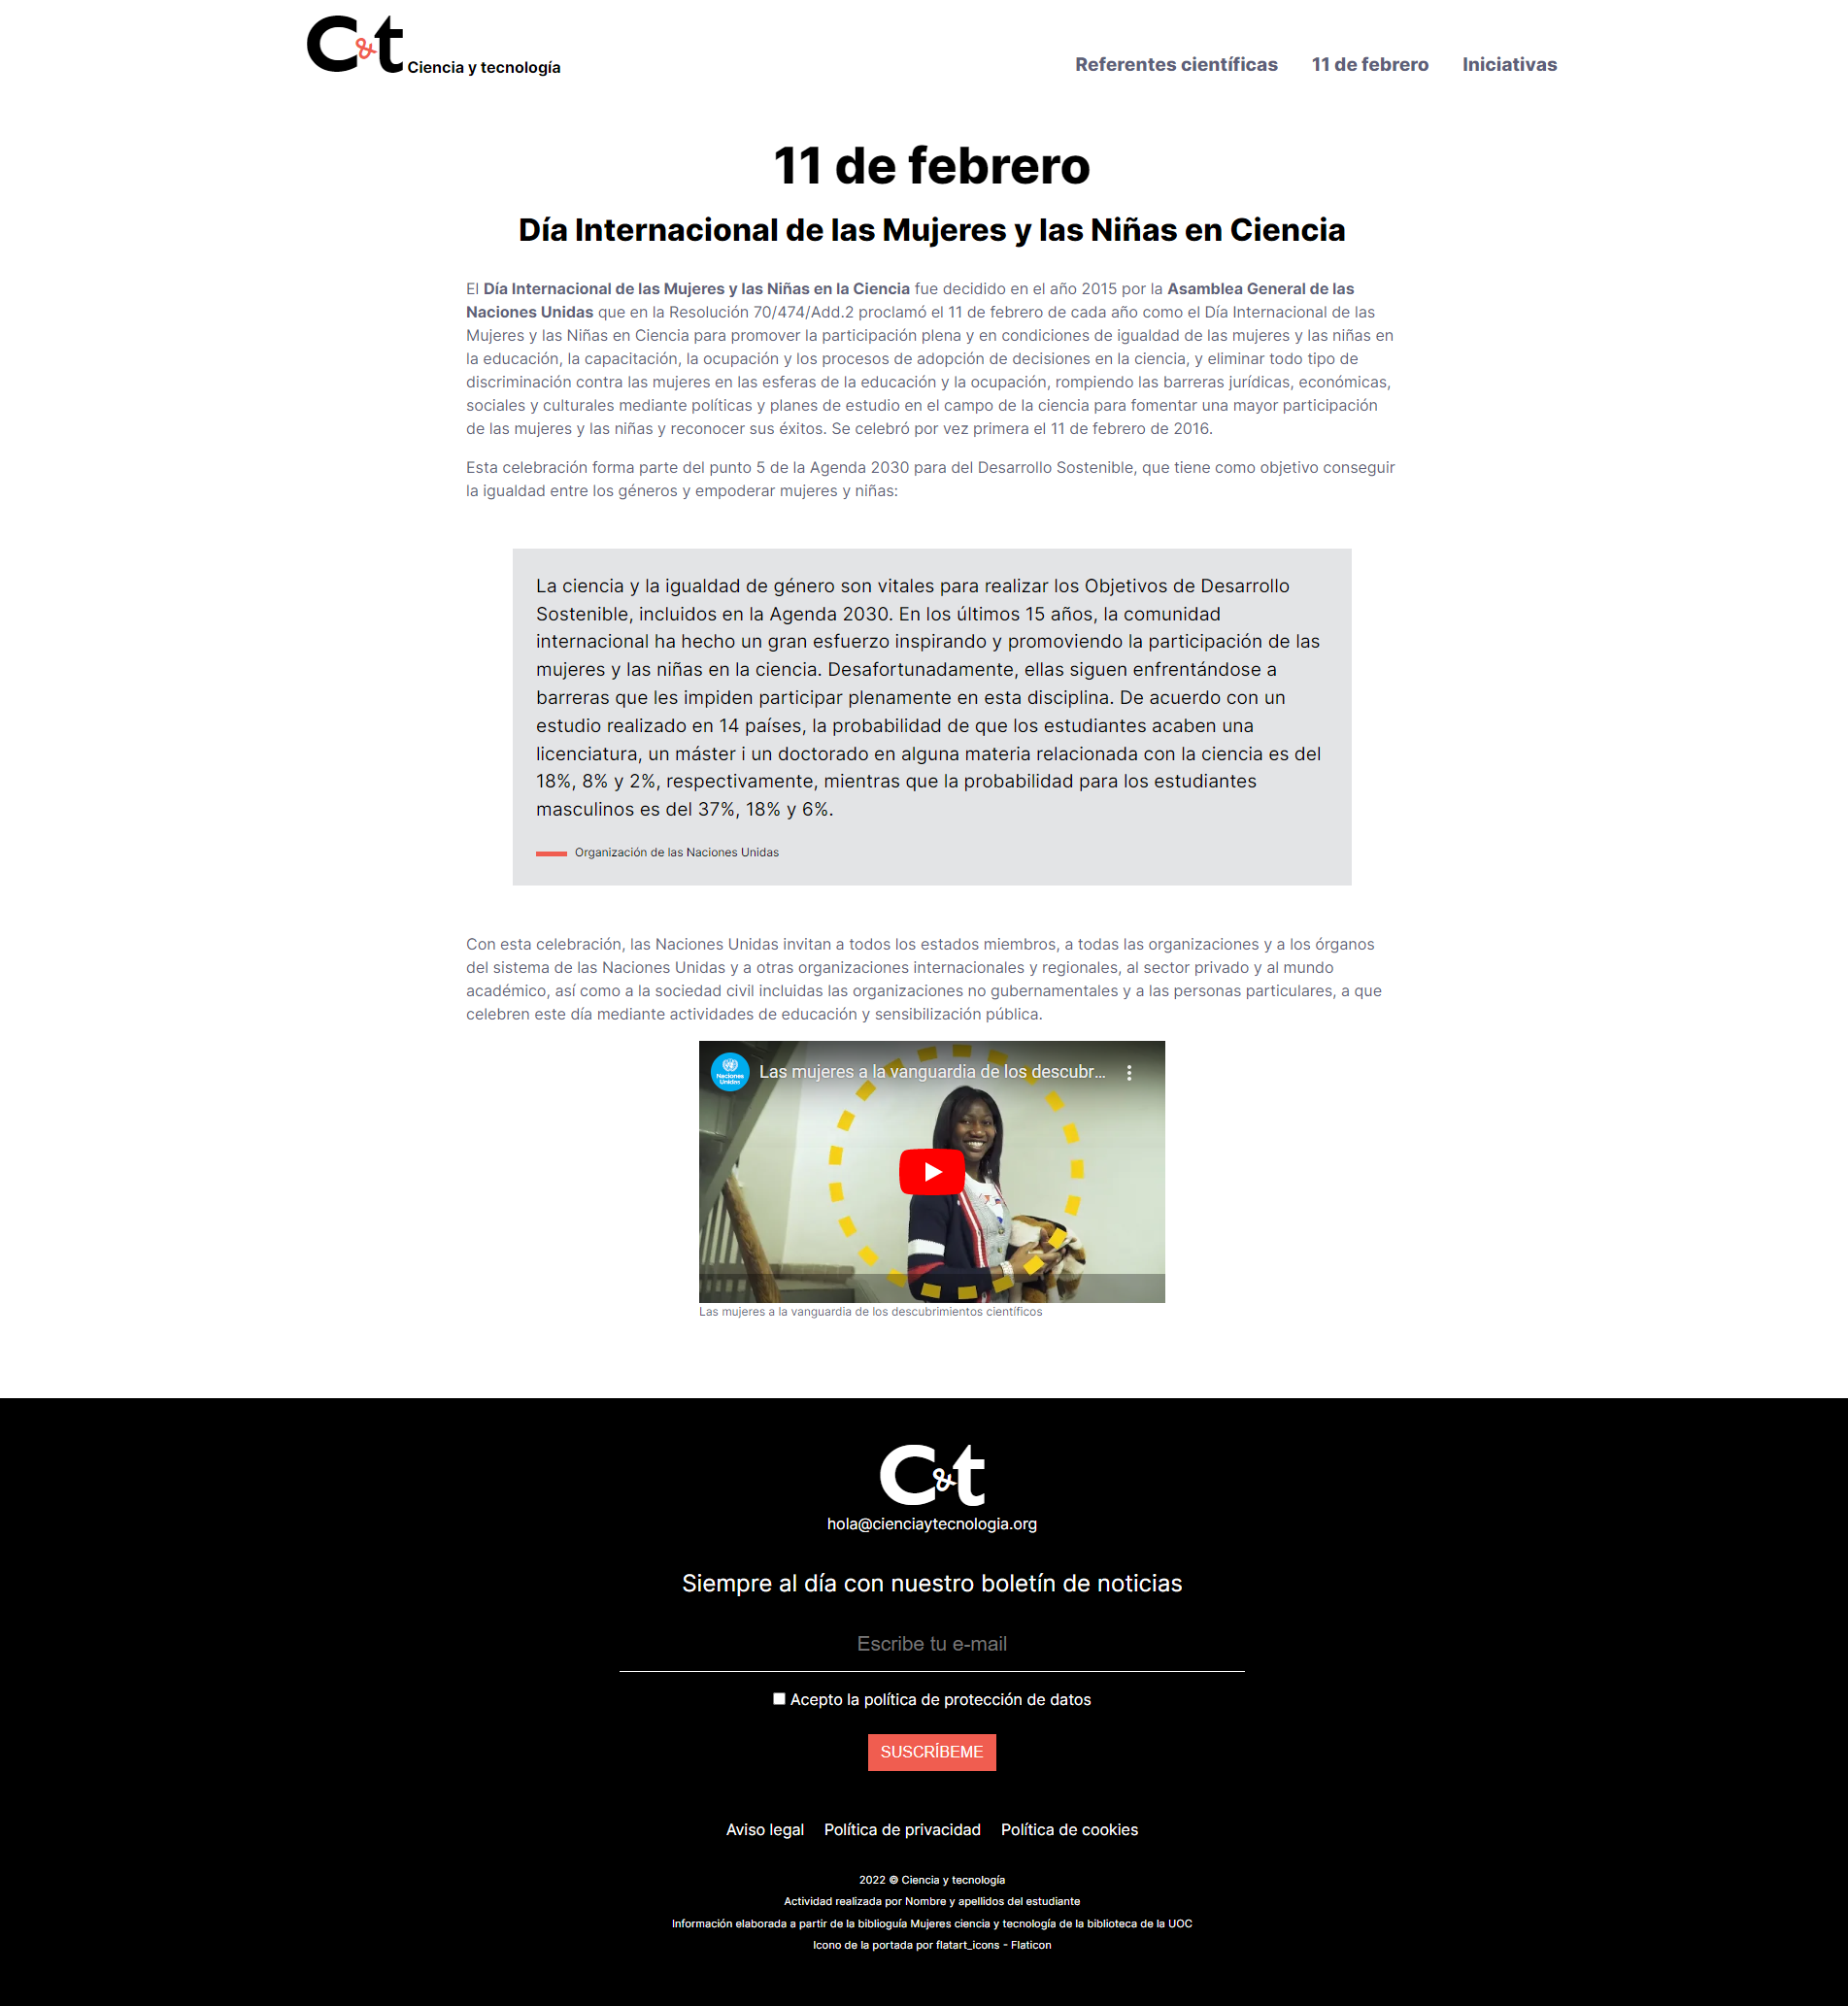 C&t Ciencia y tecnología
Referentes científicas 11 de febrero Iniciativas
11 de febrero
Día Internacional de las Mujeres y las Niñas en Ciencia
El Día Internacional de las Mujeres y las Niñas en la Ciencia fue decidido en el año 2015 por la Asamblea General de las
Naciones Unidas que en la Resolución 70/474/Add.2 proclamó el 11 de febrero de cada año como el Día Internacional de las
Mujeres y las Niñas en Ciencia para promover la participación plena y en condiciones de igualdad de las mujeres y las niñas en
la educación, la capacitación, la ocupación y los procesos de adopción de decisiones en la ciencia, y eliminar todo tipo de
discriminación contra las mujeres en las esferas de la educación y la ocupación, rompiendo las barreras jurídicas, económicas,
sociales y culturales mediante políticas y planes de estudio en el campo de la ciencia para fomentar una mayor participación
de las mujeres y las niñas y reconocer sus éxitos. Se celebró por vez primera el 11 de febrero de 2016.
Esta celebración forma parte del punto 5 de la Agenda 2030 para del Desarrollo Sostenible, que tiene como objetivo conseguir
la igualdad entre los géneros y empoderar mujeres y niñas:
La ciencia y la igualdad de género son vitales para realizar los Objetivos de Desarrollo
Sostenible, incluidos en la Agenda 2030. En los últimos 15 años, la comunidad
internacional ha hecho un gran esfuerzo inspirando y promoviendo la participación de las
mujeres y las niñas en la ciencia. Desafortunadamente, ellas siguen enfrentándose a
barreras que les impiden participar plenamente en esta disciplina. De acuerdo con un
estudio realizado en 14 países, la probabilidad de que los estudiantes acaben una
licenciatura, un máster i un doctorado en alguna materia relacionada con la ciencia es del
18%, 8% y 2%, respectivamente, mientras que la probabilidad para los estudiantes
masculinos es del 37%, 18% y 6%.
Organización de las Naciones Unidas
Con esta celebración, las Naciones Unidas invitan a todos los estados miembros, a todas las organizaciones y a los órganos
del sistema de las Naciones Unidas y a otras organizaciones internacionales y regionales, al sector privado y al mundo
académico, así como a la sociedad civil incluidas las organizaciones no gubernamentales y a las personas particulares, a que
celebren este día mediante actividades de educación y sensibilización pública.
Naciones
Unidas
Las mujeres a la vanguardia de los descubr...
Las mujeres a la vanguardia de los descubrimientos científicos
C&t
hola@cienciaytecnologia.org
Siempre al día con nuestro boletín de noticias
Escribe tu e-mail
Acepto la política de protección de datos
SUSCRÍBEME
Aviso legal Política de privacidad Política de cookies
2022 © Ciencia y tecnología
Actividad realizada por Nombre y apellidos del estudiante
Información elaborada a partir de la biblioguía Mujeres ciencia y tecnología de la biblioteca de la UOC
Icono de la portada por flatart_icons - Flaticon